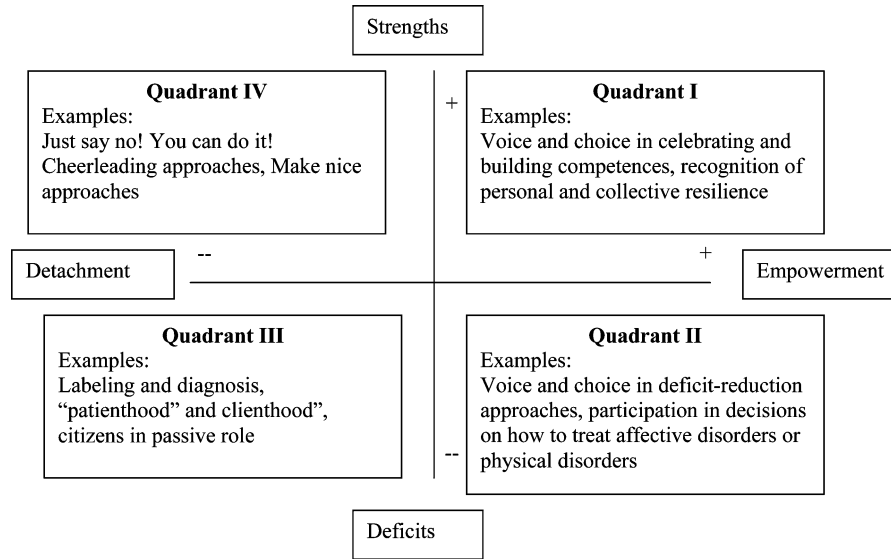 Strengths
Quadrant IV
Examples:
Just say no! You can do it!
Cheerleading approaches, Make nice
approaches
+
Quadrant I
Examples:
Voice and choice in celebrating and
building competences, recognition of
personal and collective resilience
Detachment
--
+
Empowerment
Quadrant III
Examples:
Labeling and diagnosis,
“patienthood” and clienthood”,
citizens in passive role
--
Quadrant II
Examples:
Voice and choice in deficit-reduction
approaches, participation in decisions
on how to treat affective disorders or
physical disorders
Deficits